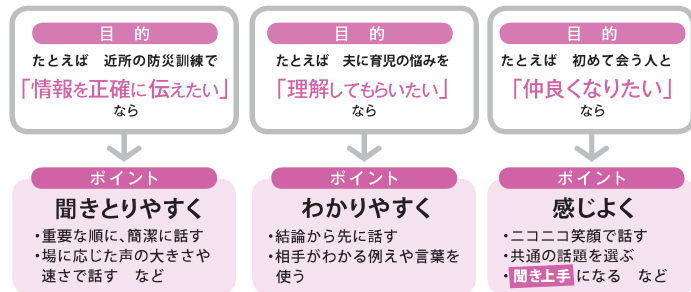 目的
たとえば 近所の防災訓練で
「情報を正確に伝えたい」
なら
ポイント
聞きとりやすく
・重要な順に、簡潔に話す
・場に応じた声の大きさや
速さで話す など
目的
たとえば 夫に育児の悩みを
「理解してもらいたい」
なら
ポイント
わかりやすく
・結論から先に話す
・相手がわかる例えや言葉を
使う
目的
たとえば 初めて会う人と
「仲良くなりたい」
なら
ポイント
感じよく
・ニコニコ笑顔で話す
・共通の話題を選ぶ
・聞き上手になる など